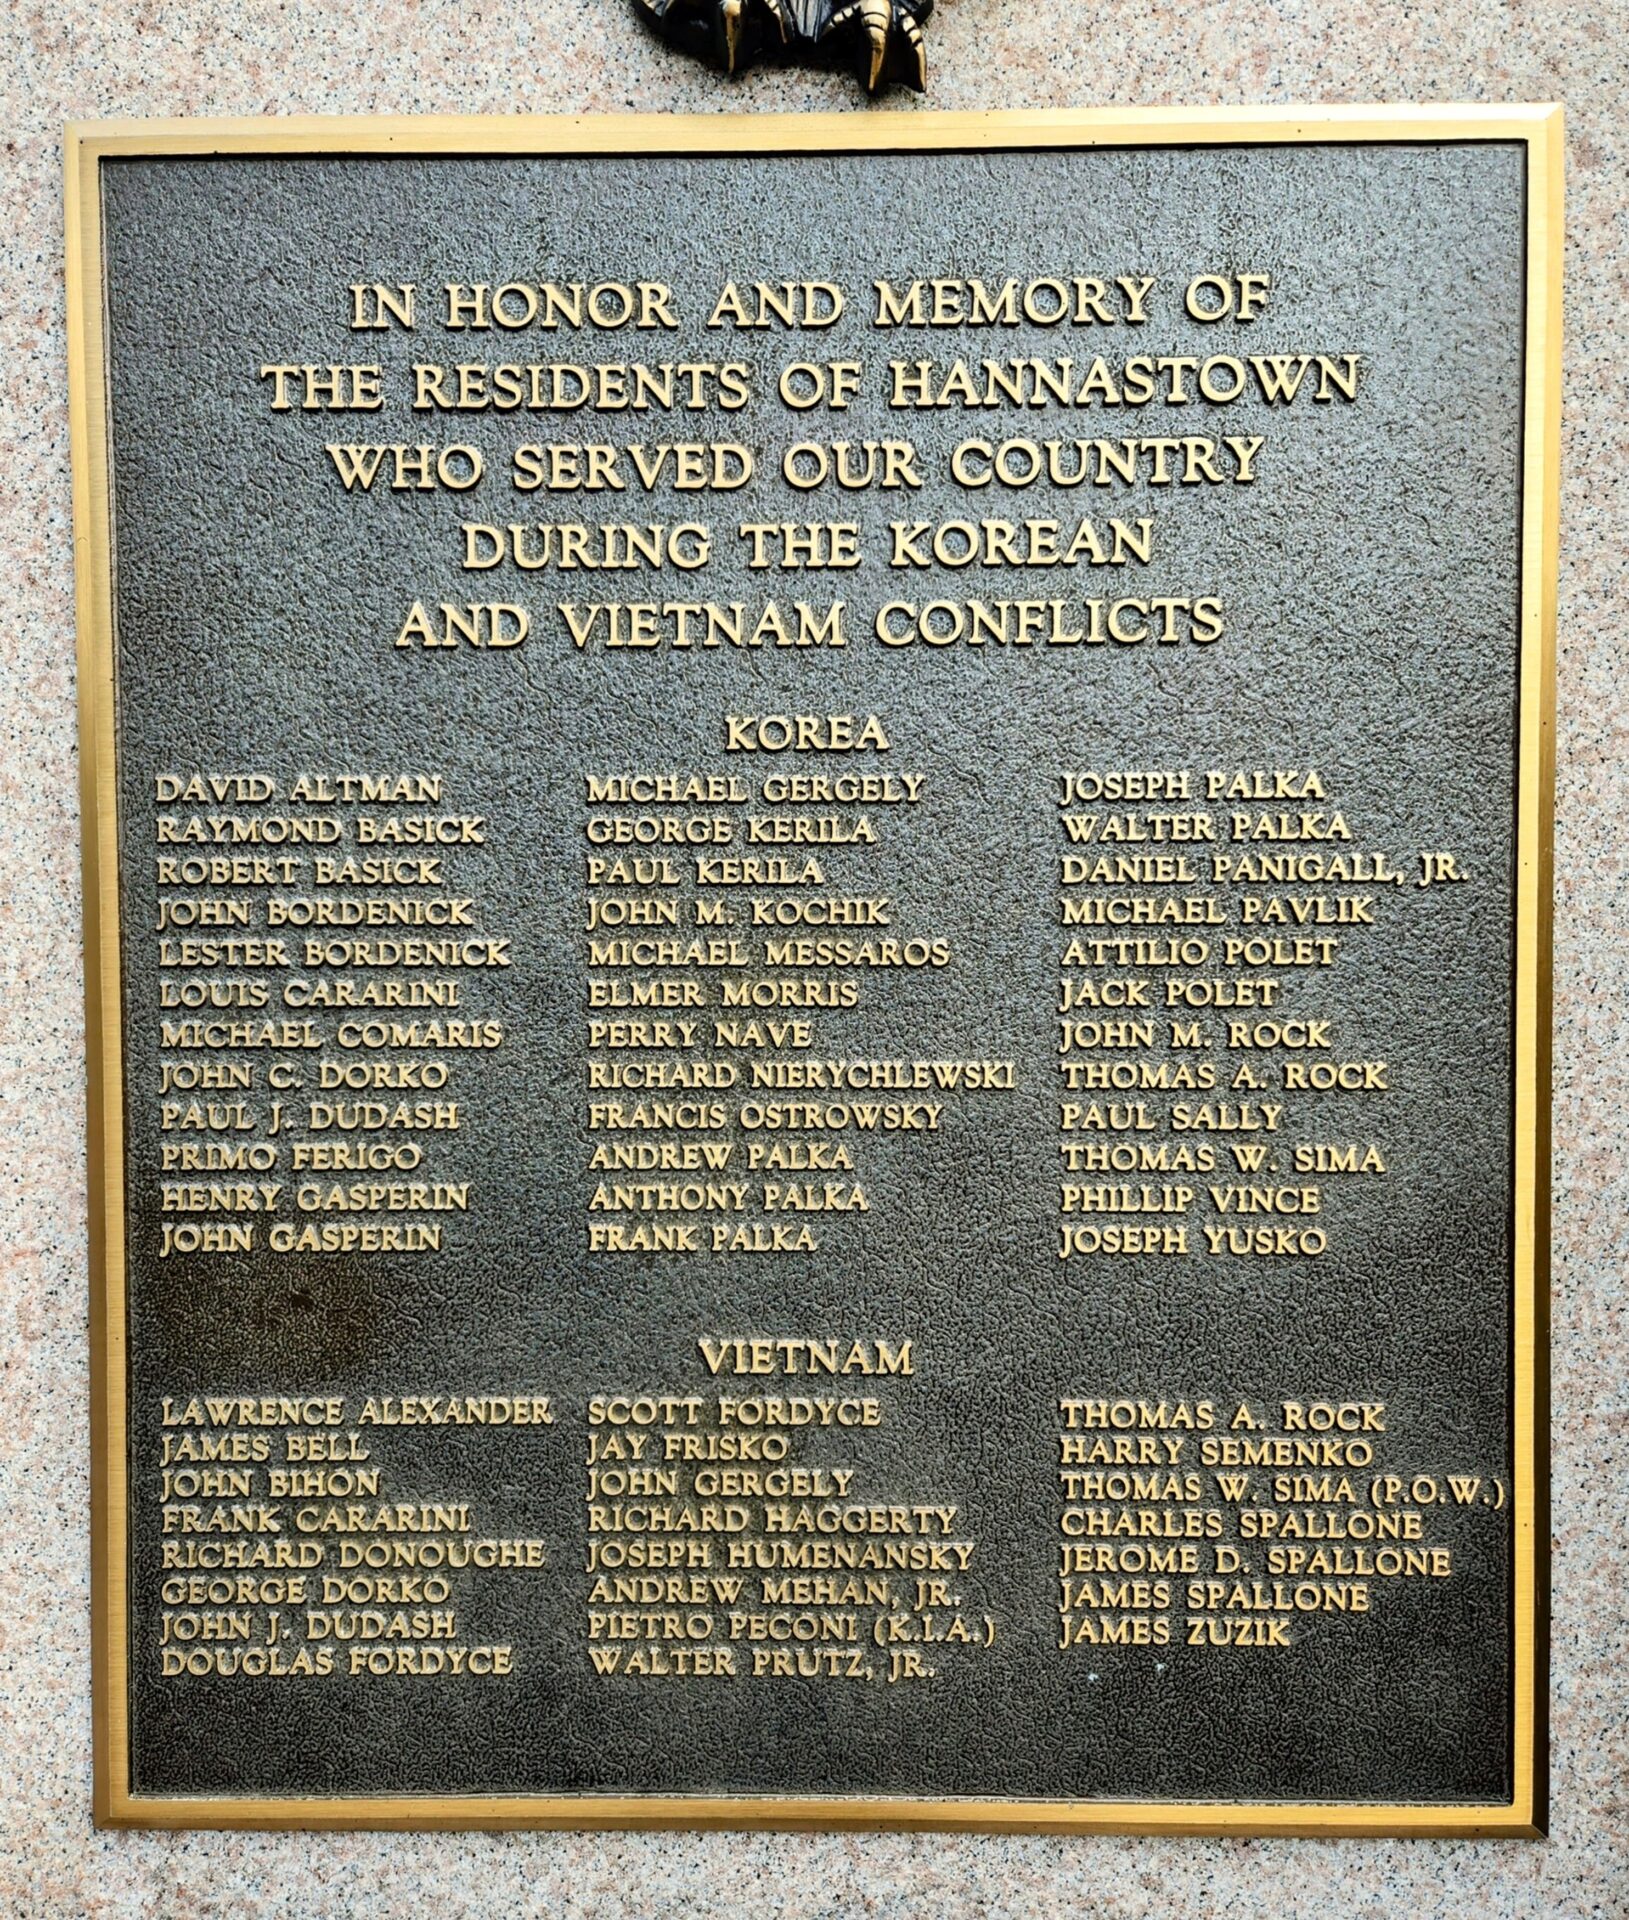 IN HONOR AND MEMORY OF
THE RESIDENTS OF HANNASTOWN
WHO SERVED OUR COUNTRY
DURING THE KOREAN
AND VIETNAM CONFLICTS
KOREA
DAVID ALTMAN
RAYMOND BASICK
ROBERT BASICK
JOHN BORDENICK
LESTER BORDENICK
LOUIS CARARINI
MICHAEL COMARIS
JOHN C. DORKO
PAUL J. DUDASH
PRIMO FERIGO
HENRY GASPERIN
JOHN GASPERIN
MICHAEL GERGELY
GEORGE KERILA
PAUL KERILA
JOHN M. KOCHIK
MICHAEL MESSAROS
ELMER MORRIS
PERRY NAVE
RICHARD NIERYCHLEWSKI
FRANCIS OSTROWSKY
ANDREW PALKA
ANTHONY PALKA
FRANK PALKA
JOSEPH PALKA
WALTER PALKA
DANIEL PANIGALL, JR.
MICHAEL PAVLIK
ATTILIO POLET
JACK POLET
JOHN M. ROCK
THOMAS A. ROCK
PAUL SALLY
THOMAS W. SIMA
PHILLIP VINCE
JOSEPH YUSKO
VIETNAM
LAWRENCE ALEXANDER
JAMES BELL
JOHN BIHON
FRANK CARARINI
RICHARD DONOUGHE
GEORGE DORKO
JOHN J. DUDASH
DOUGLAS FORDYCE
SCOTT FORDYCE
JAY FRISKO
JOHN GERGELY
RICHARD HAGGERTY
JOSEPH HUMENANSKY
ANDREW MEHAN, JR.
PIETRO PECONI (K.I.A.)
WALTER PRUTZ, JR.
THOMAS A. ROCK
HARRY SEMENKO
THOMAS W. SIMA (P.O.W.)
CHARLES SPALLONE
JEROME D. SPALLONE
JAMES SPALLONE
JAMES ZUZIK